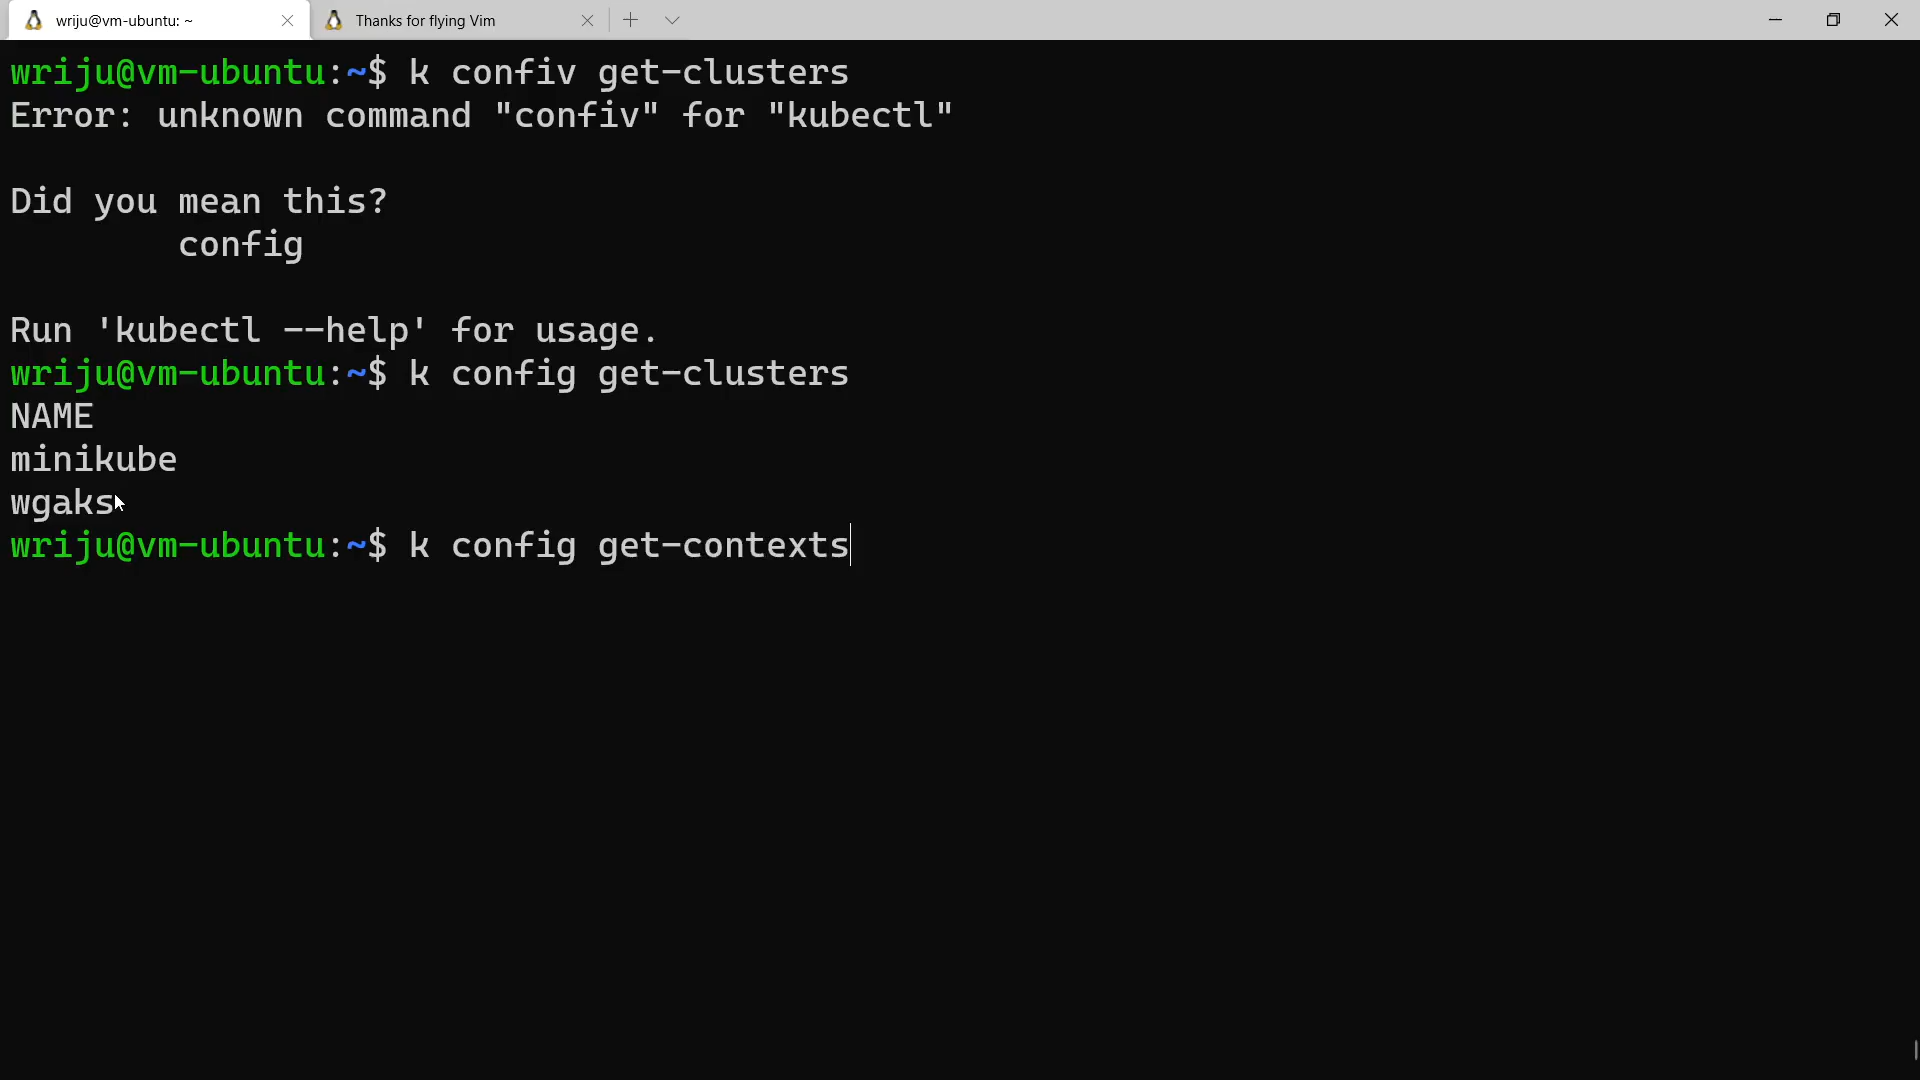 wriju@vm-ubuntu: ~
Thanks for flying Vim
wriju@vm-ubuntu:~$ k confiv get-clusters
Error: unknown command "confiv" for "kubectl"
Did you mean this?
config
Run 'kubectl --help' for usage.
wriju@vm-ubuntu:~$ k config get-clusters
NAME
minikube
wgaks
wriju@vm-ubuntu:~$ k config get-contexts